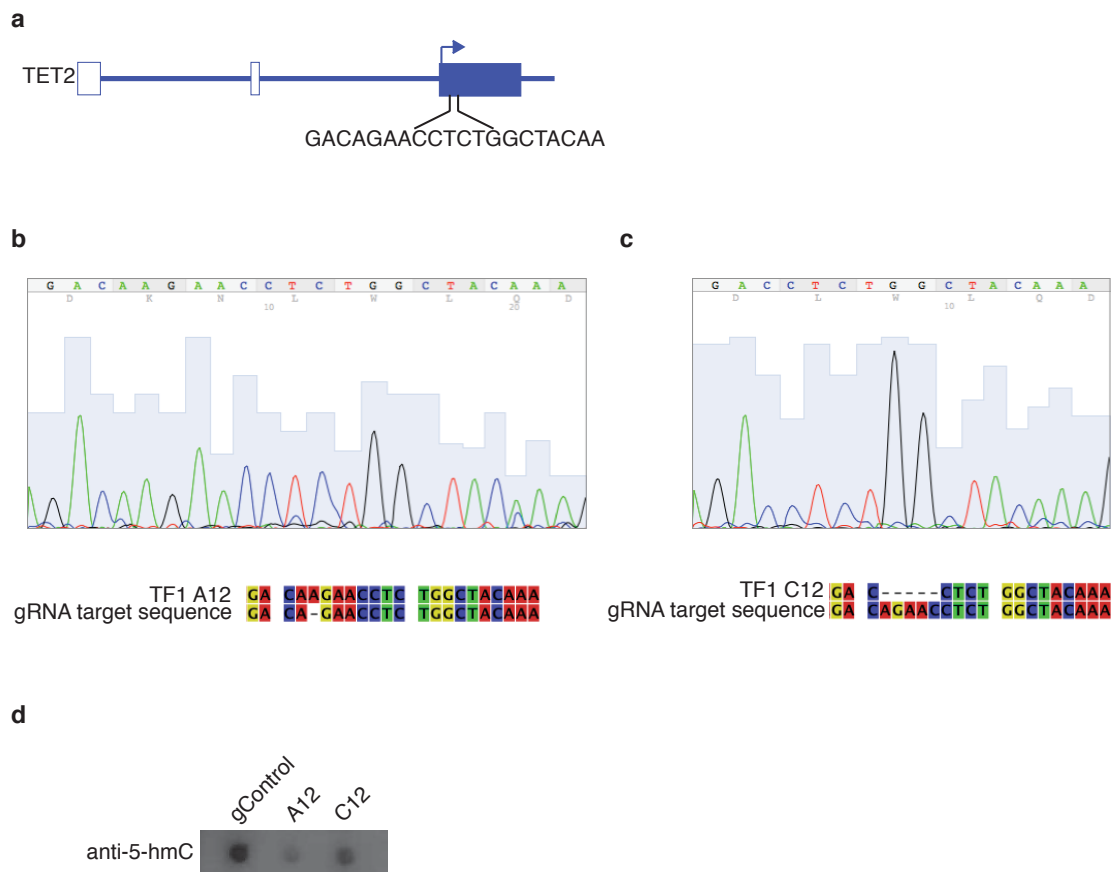 a
TET2
GACAGAACCTCTGGCTACAA
b
G A C A A G A A C C T C T G G C T A C A A A
D K N L W L Q D
10 20
TF1 A12 GA CAAGAACCTC TGGCTACAAA
gRNA target sequence GA CA-GAACCTC TGGCTACAAA
c
G A C C T C T G G C T A C A A A
D L W L Q D
10
TF1 C12 GA C-----CTCT GGCTACAAA
gRNA target sequence GA CAGAACCTCT GGCTACAAA
d
gControl A12 C12
anti-5-hmC